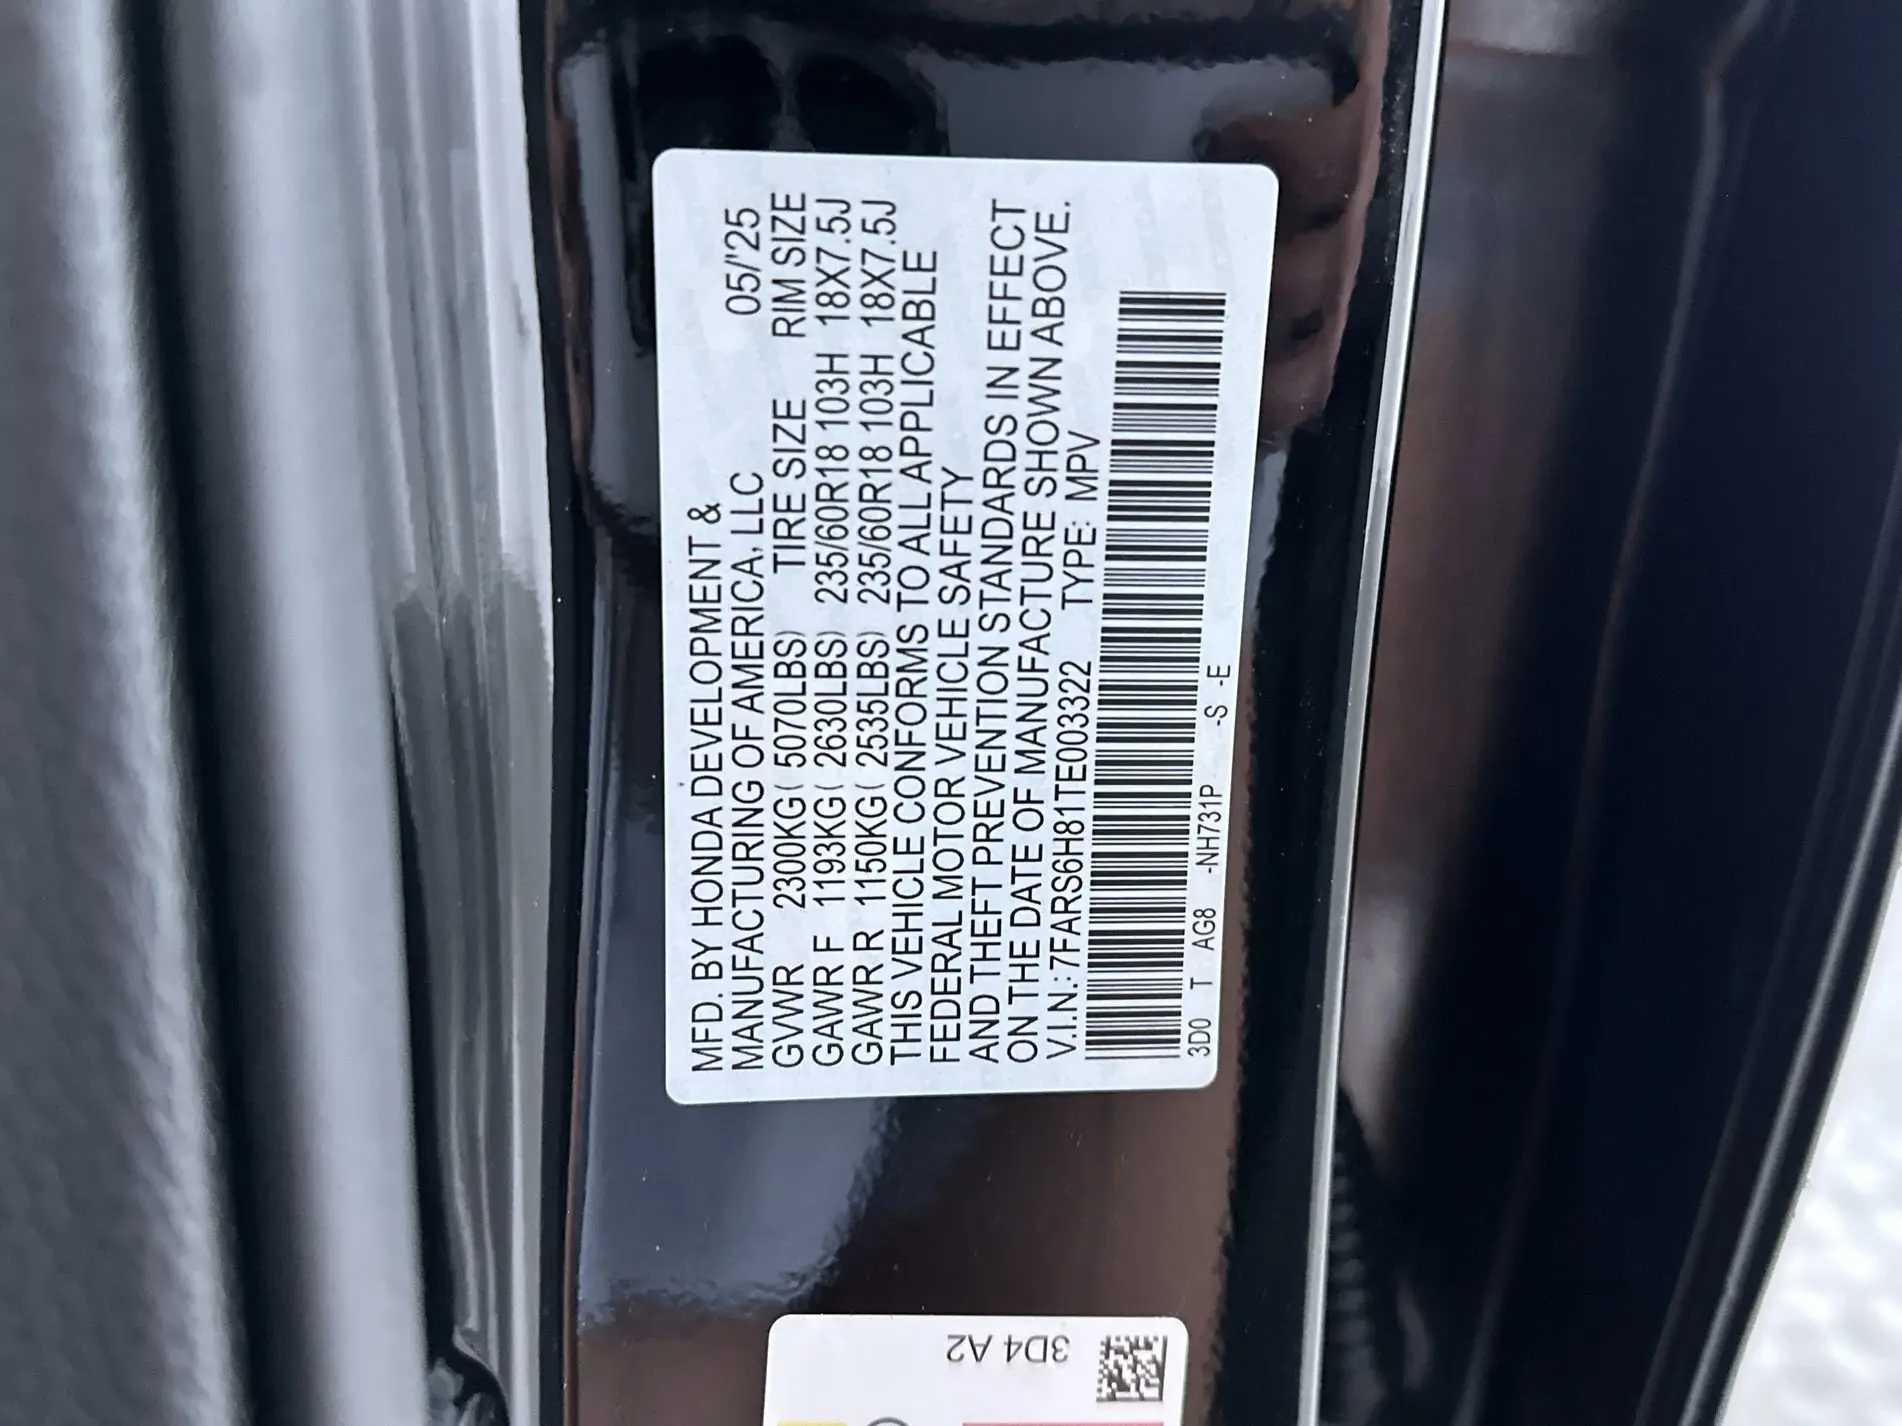 MFD. BY HONDA DEVELOPMENT &
MANUFACTURING OF AMERICA, LLC 05/'25
GVWR 2300KG( 5070LBS) TIRE SIZE RIM SIZE
GAWR F 1193KG( 2630LBS) 235/60R18 103H 18X7.5J
GAWR R 1150KG( 2535LBS) 235/60R18 103H 18X7.5J
THIS VEHICLE CONFORMS TO ALL APPLICABLE
FEDERAL MOTOR VEHICLE SAFETY
AND THEFT PREVENTION STANDARDS IN EFFECT
ON THE DATE OF MANUFACTURE SHOWN ABOVE.
V.I.N.: 7FARS6H81TE003322 TYPE: MPV
3D0 T AG8 -NH731P -S -E
3D4 A2